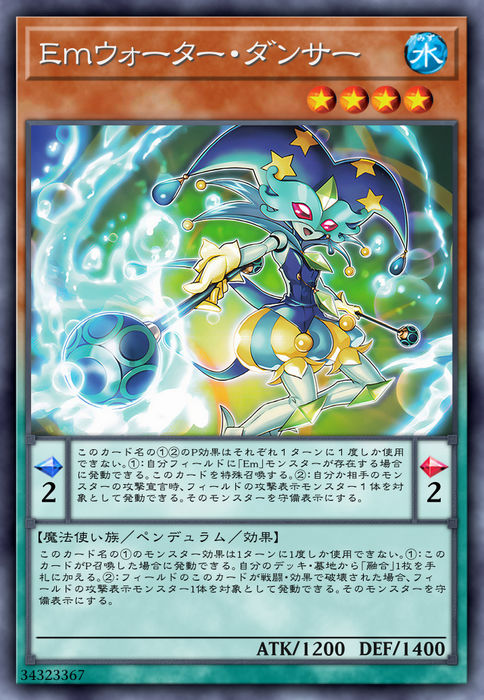 Emウォーター・ダンサー
みず
水
このカード名の①②のP効果はそれぞれ1ターンに1度しか使用
できない。①:自分フィールドに「Em」モンスターが存在する場合
に発動できる。このカードを特殊召喚する。②:自分か相手のモン
スターの攻撃宣言時、フィールドの攻撃表示モンスター1体を対
象として発動できる。そのモンスターを守備表示にする。
2
2
【魔法使い族/ペンデュラム/効果】
このカード名の①のモンスター効果は1ターンに1度しか使用できない。①:この
カードがP召喚した場合に発動できる。自分のデッキ・墓地から「融合」1枚を手
札に加える。②:フィールドのこのカードが戦闘・効果で破壊された場合、フィ
ールドの攻撃表示モンスター1体を対象として発動できる。そのモンスターを守
備表示にする。
ATK/1200 DEF/1400
34323367